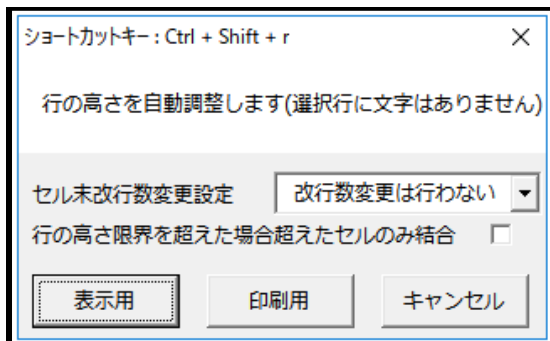 ショートカットキー : Ctrl + Shift + r
行の高さを自動調整します(選択行に文字はありません)
セル末改行数変更設定 改行数変更は行わない
行の高さ限界を超えた場合超えたセルのみ結合
表示用 印刷用 キャンセル